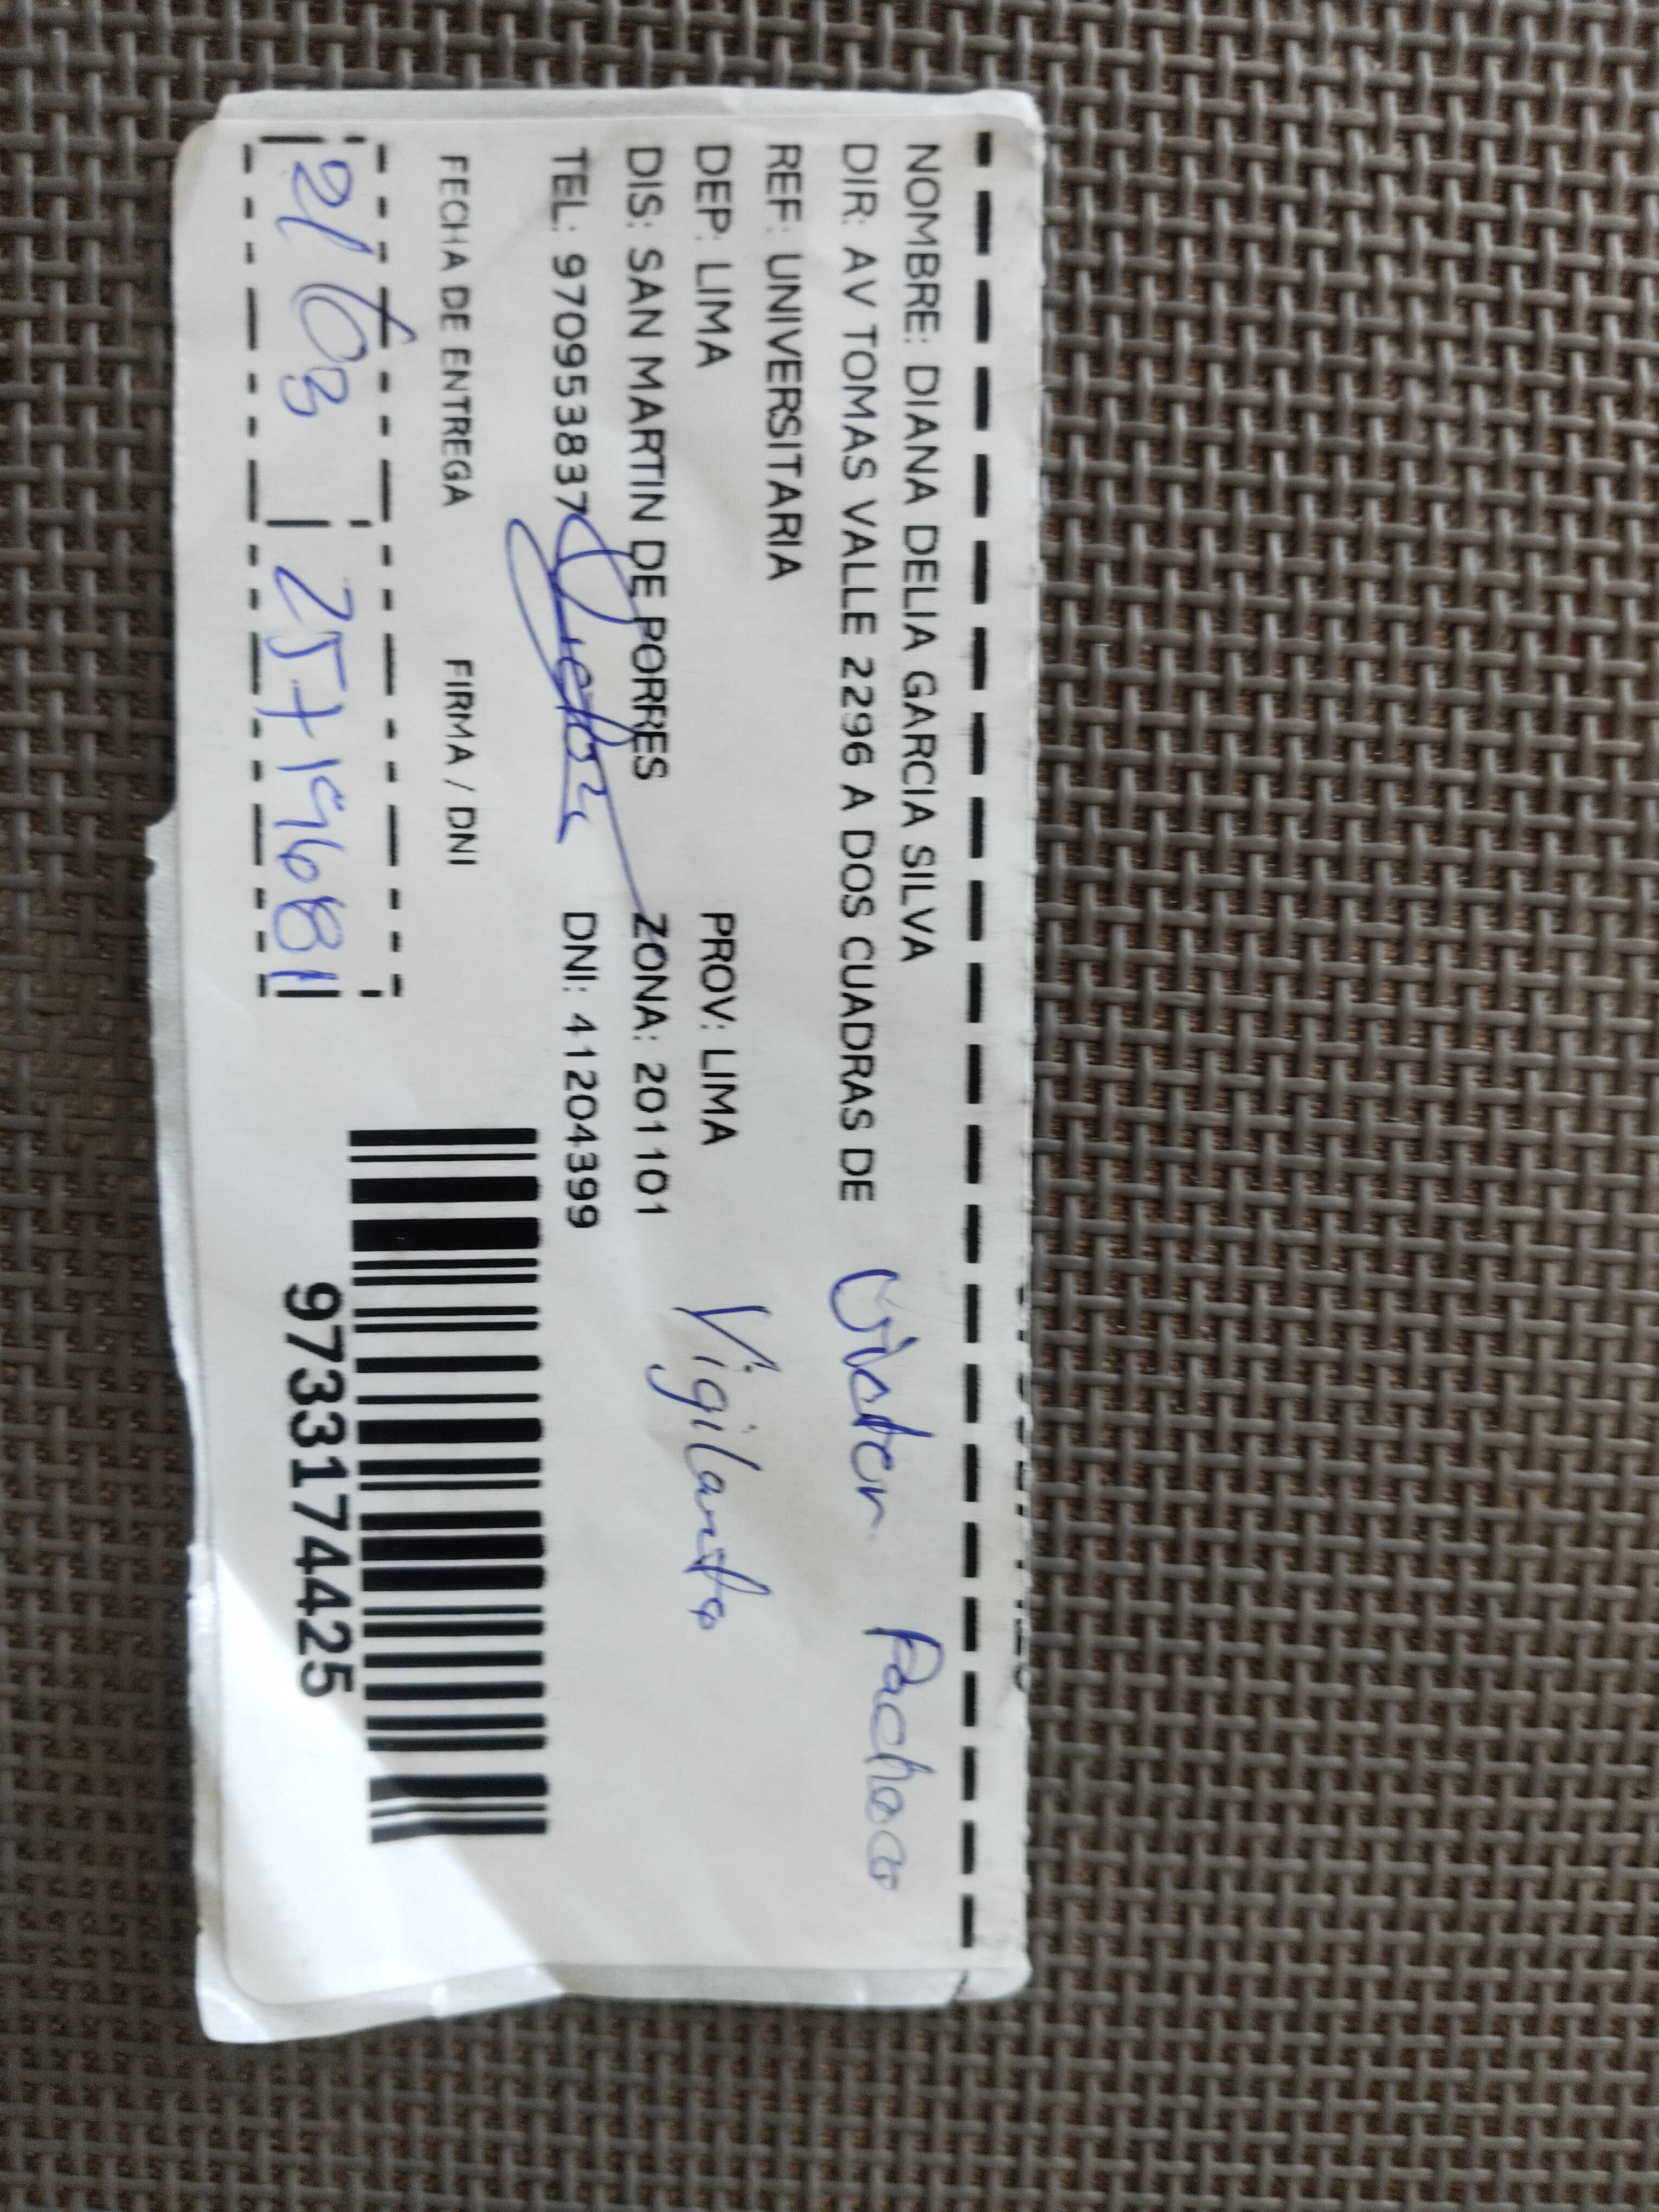 NOMBRE: DIANA DELIA GARCIA SILVA
DIR: AV TOMAS VALLE 2296 A DOS CUADRAS DE
Victor Pacheco
REF: UNIVERSITARIA
DEP: LIMA PROV: LIMA
Vigilante
DIS: SAN MARTIN DE PORRES ZONA: 201101
TEL: 970953837 DNI: 41204399
FECHA DE ENTREGA FIRMA / DNI
21/03 25719681
9733174425